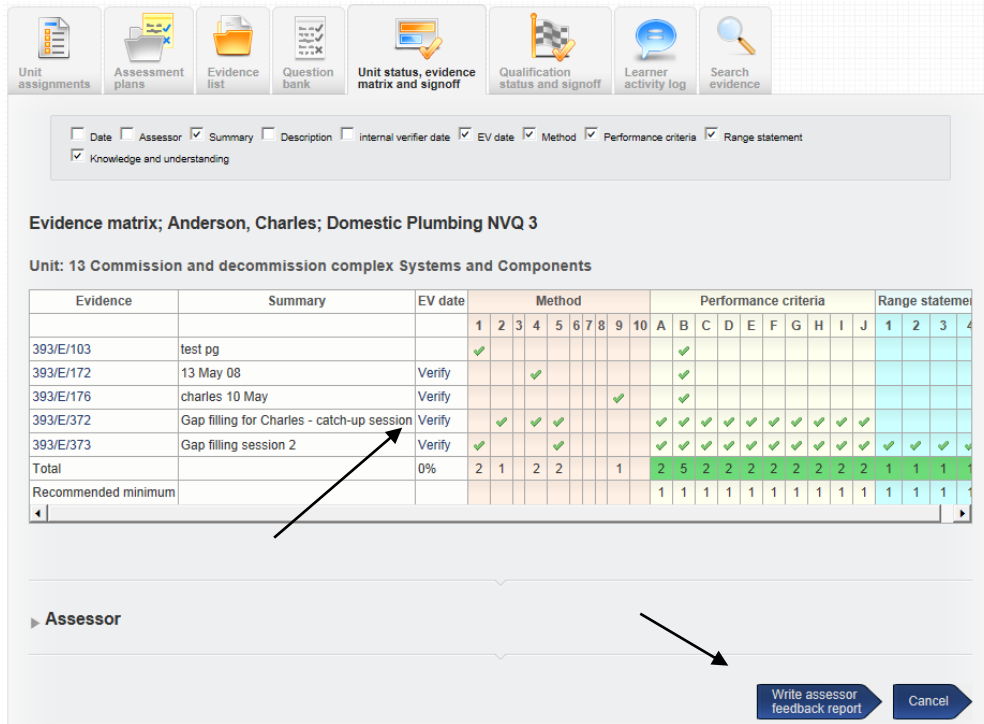 Unit assignments
Assessment plans
Evidence list
Question bank
Unit status, evidence matrix and signoff
Qualification status and signoff
Learner activity log
Search evidence
Date Assessor Summary Description internal verifier date EV date Method Performance criteria Range statement
Knowledge and understanding
Evidence matrix; Anderson, Charles; Domestic Plumbing NVQ 3
Unit: 13 Commission and decommission complex Systems and Components
Evidence Summary EV date Method Performance criteria Range statemer
1 2 3 4 5 6 7 8 9 10 A B C D E F G H I J 1 2 3 4
393/E/103 test pg
393/E/172 13 May 08 Verify
393/E/176 charles 10 May Verify
393/E/372 Gap filling for Charles - catch-up session Verify
393/E/373 Gap filling session 2 Verify
Total 0% 2 1 2 2 1 2 5 2 2 2 2 2 2 2 2 1 1 1 1
Recommended minimum 1 1 1 1 1 1 1 1 1 1 1 1 1 1
Assessor
Write assessor
feedback report
Cancel